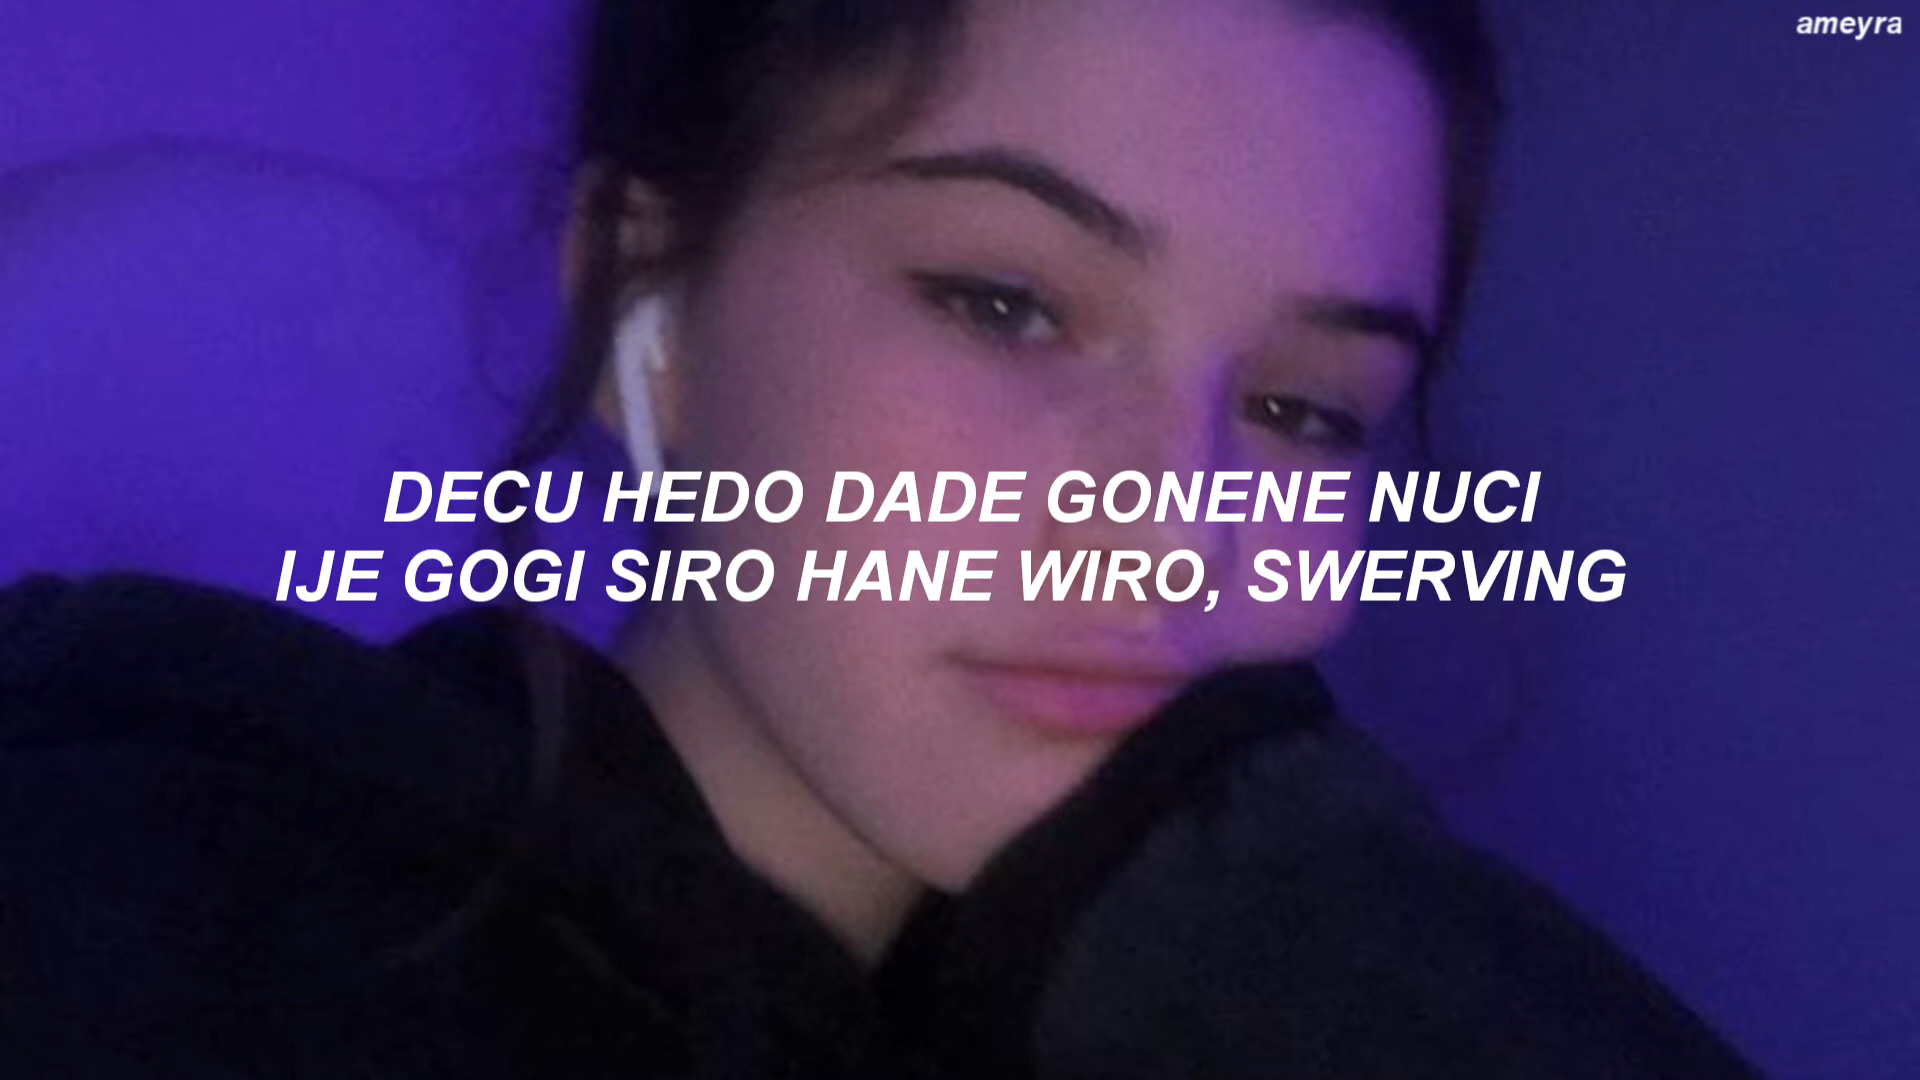 ameyra
DECU HEDO DADE GONENE NUCI
IJE GOGI SIRO HANE WIRO, SWERVING